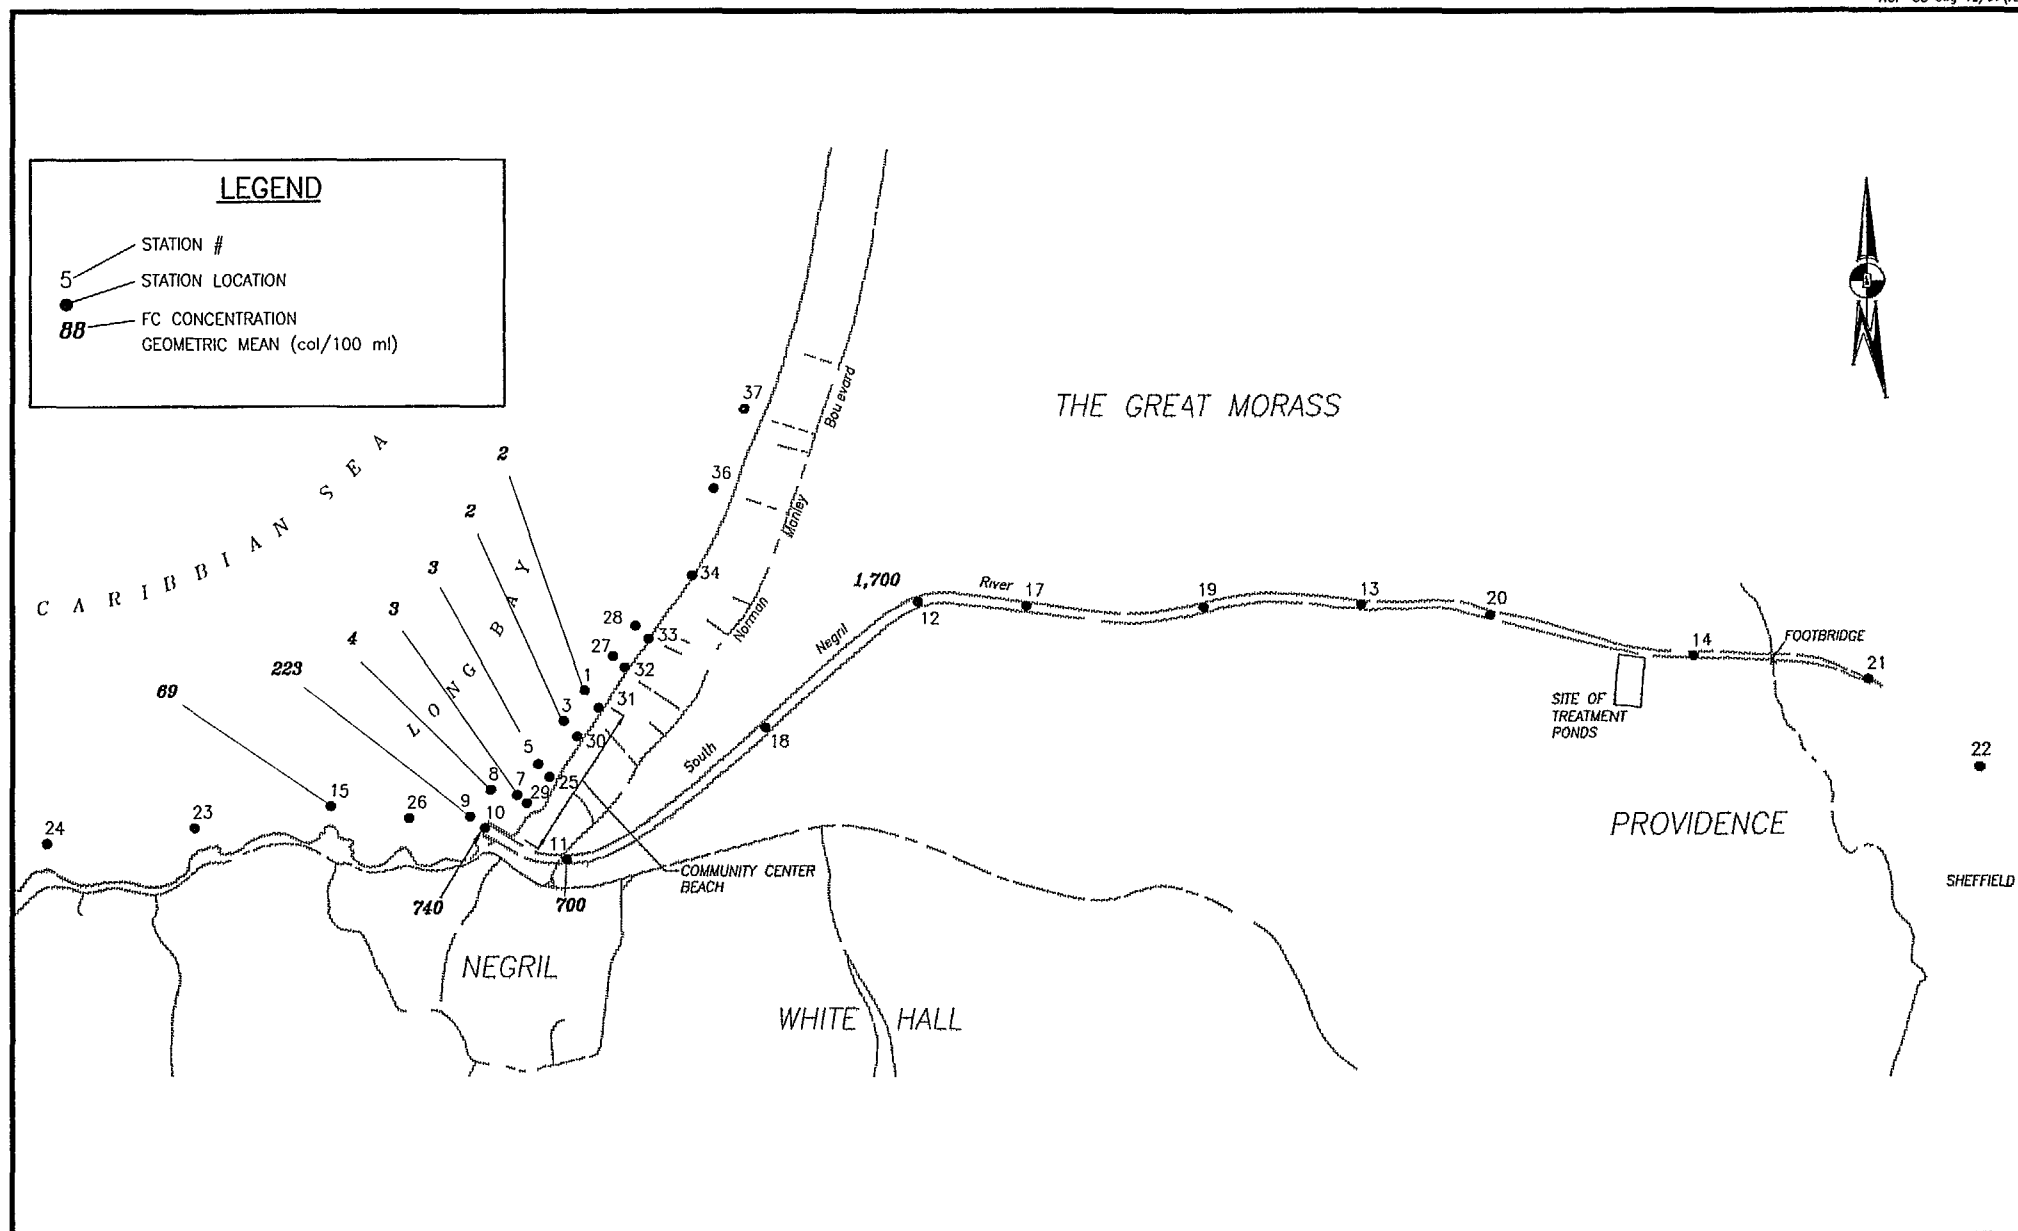 LEGEND
STATION #
5
STATION LOCATION
88
FC CONCENTRATION
GEOMETRIC MEAN (col/100 ml)
CARIBBIAN SEA
LONG BAY
THE GREAT MORASS
Norman Manley Boulevard
South Negril River
37
36
34
28
33
27
32
1
31
3
30
5
25
8
7
29
9
10
26
15
23
24
11
18
12
17
19
13
20
14
21
22
2
2
3
3
4
223
69
740
700
1,700
FOOTBRIDGE
SITE OF
TREATMENT
PONDS
COMMUNITY CENTER
BEACH
PROVIDENCE
SHEFFIELD
NEGRIL
WHITE HALL